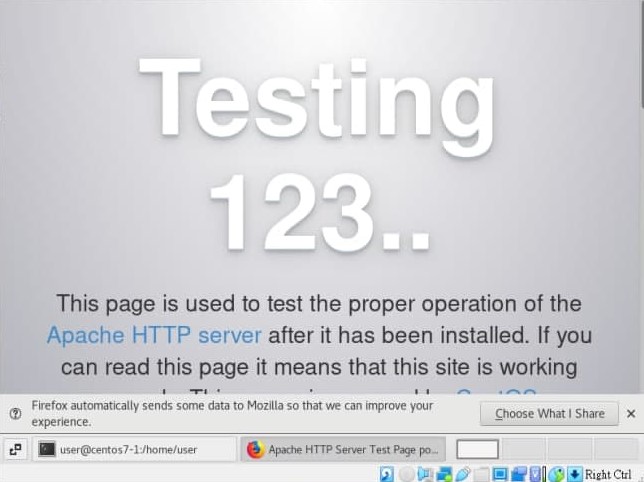 Testing
123..
This page is used to test the proper operation of the
Apache HTTP server after it has been installed. If you
can read this page it means that this site is working
Firefox automatically sends some data to Mozilla so that we can improve your
experience.
Choose What I Share
user@centos7-1:/home/user
Apache HTTP Server Test Page po...
Right Ctrl